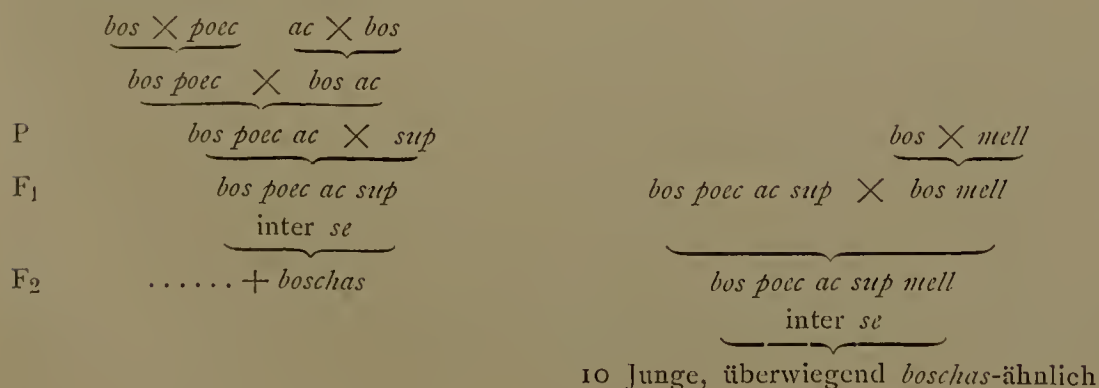 bos × poec ac × bos
bos poec × bos ac
P bos poec ac × sup bos × mell
F₁ bos poec ac sup bos poec ac sup × bos mell
inter se
F₂ ...... + boschas bos poec ac sup mell
inter se
10 Junge, überwiegend boschas-ähnlich